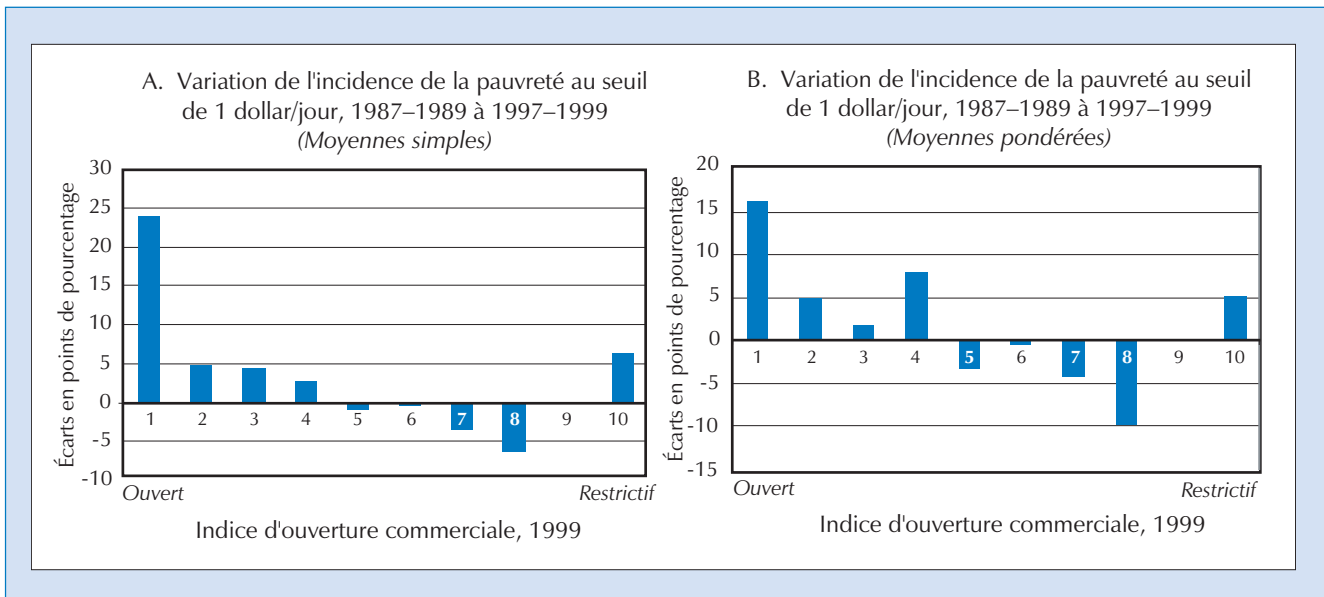 A. Variation de l'incidence de la pauvreté au seuil
de 1 dollar/jour, 1987–1989 à 1997–1999
(Moyennes simples)
Écarts en points de pourcentage
30
25
20
15
10
5
0
-5
-10
1 2 3 4 5 6 7 8 9 10
Ouvert Restrictif
Indice d'ouverture commerciale, 1999
B. Variation de l'incidence de la pauvreté au seuil
de 1 dollar/jour, 1987–1989 à 1997–1999
(Moyennes pondérées)
Écarts en points de pourcentage
20
15
10
5
0
-5
-10
-15
1 2 3 4 5 6 7 8 9 10
Ouvert Restrictif
Indice d'ouverture commerciale, 1999